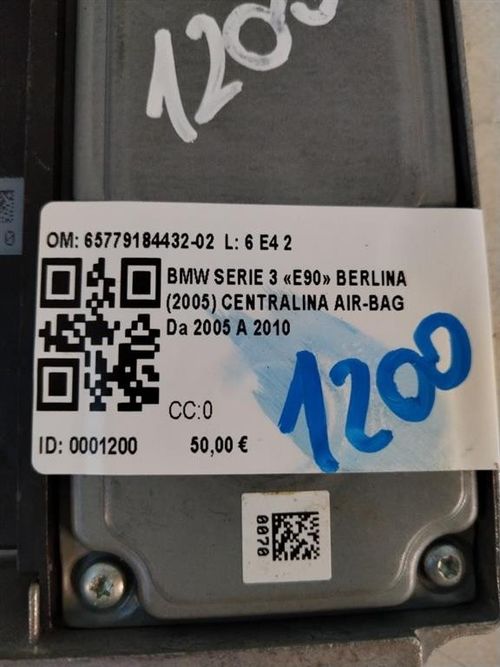 1200
OM: 65779184432-02 L: 6 E4 2
BMW SERIE 3 «E90» BERLINA
(2005) CENTRALINA AIR-BAG
Da 2005 A 2010
1200
CC:0
ID: 0001200 50,00 €
0070